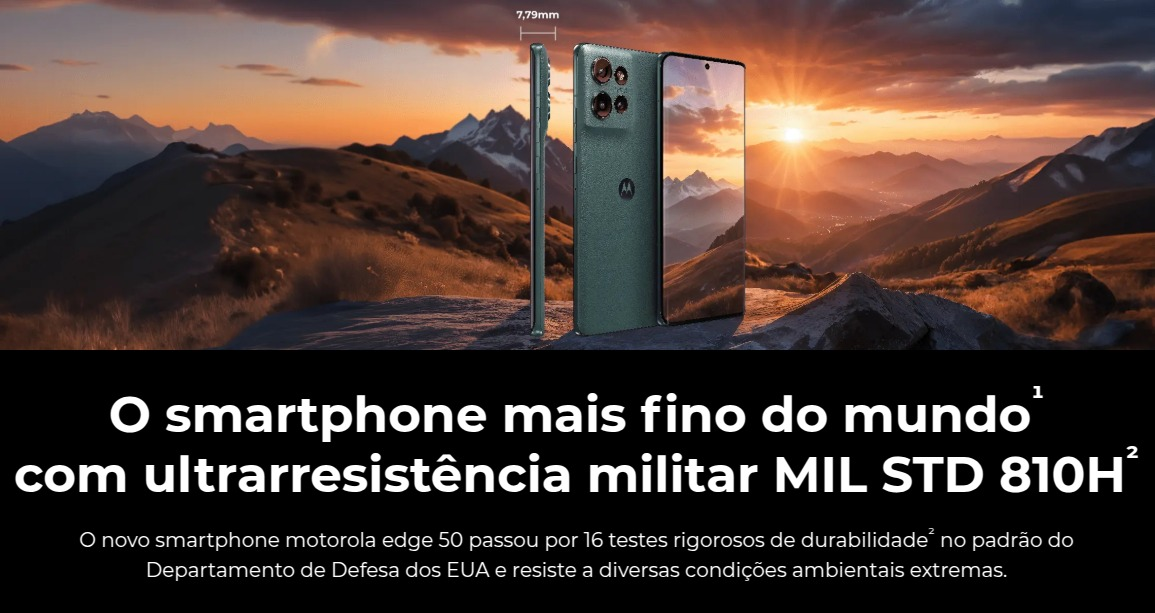 7,79mm
O smartphone mais fino do mundo¹
com ultrarresistência militar MIL STD 810H²
O novo smartphone motorola edge 50 passou por 16 testes rigorosos de durabilidade² no padrão do
Departamento de Defesa dos EUA e resiste a diversas condições ambientais extremas.